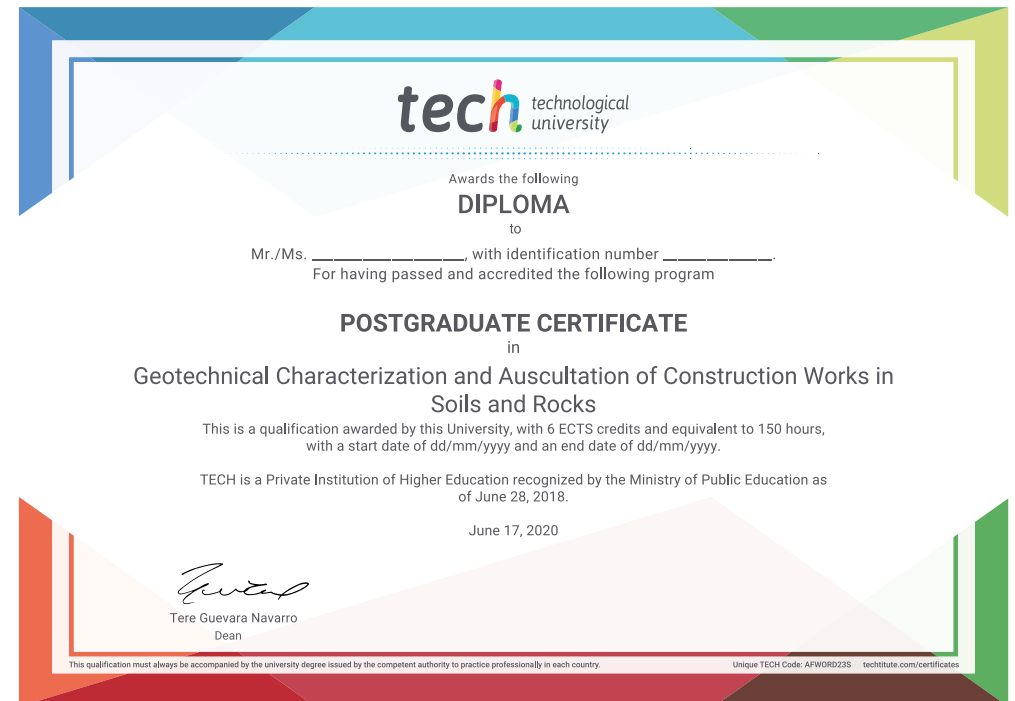 tech technological
university
Awards the following
DIPLOMA
to
Mr./Ms. __________________, with identification number _____________.
For having passed and accredited the following program
POSTGRADUATE CERTIFICATE
in
Geotechnical Characterization and Auscultation of Construction Works in
Soils and Rocks
This is a qualification awarded by this University, with 6 ECTS credits and equivalent to 150 hours,
with a start date of dd/mm/yyyy and an end date of dd/mm/yyyy.
TECH is a Private Institution of Higher Education recognized by the Ministry of Public Education as
of June 28, 2018.
June 17, 2020
Tere Guevara Navarro
Dean
This qualification must always be accompanied by the university degree issued by the competent authority to practice professionally in each country.
Unique TECH Code: AFWORD23S techtitute.com/certificates